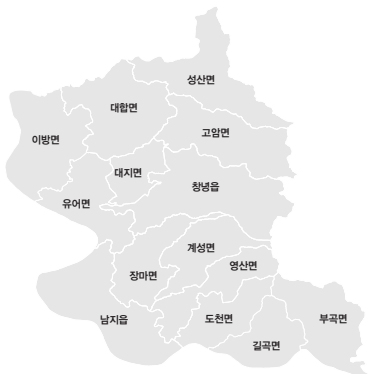 성산면
대합면
고암면
이방면
대지면
창녕읍
유어면
계성면
영산면
장마면
남지읍
도천면
부곡면
길곡면